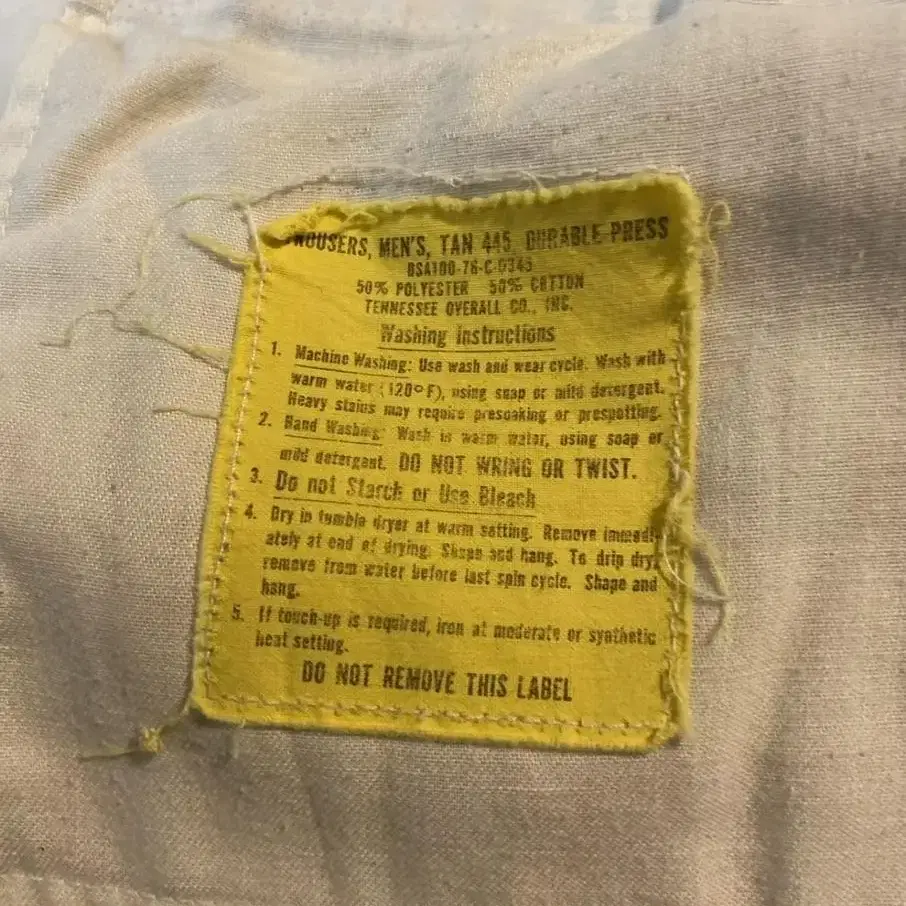 TROUSERS, MEN'S, TAN 445, DURABLE PRESS
DSA100-76-C-0343
50% POLYESTER 50% COTTON
TENNESSEE OVERALL CO., INC.
Washing Instructions
1. Machine Washing: Use wash and wear cycle. Wash with
warm water (120°F), using soap or mild detergent.
Heavy stains may require presoaking or prespotting.
2. Hand Washing: Wash in warm water, using soap or
mild detergent. DO NOT WRING OR TWIST.
3. Do not Starch or Use Bleach
4. Dry in tumble dryer at warm setting. Remove immedi-
ately at end of drying. Shape and hang. To drip dry,
remove from water before last spin cycle. Shape and
hang.
5. If touch-up is required, iron at moderate or synthetic
heat setting.
DO NOT REMOVE THIS LABEL